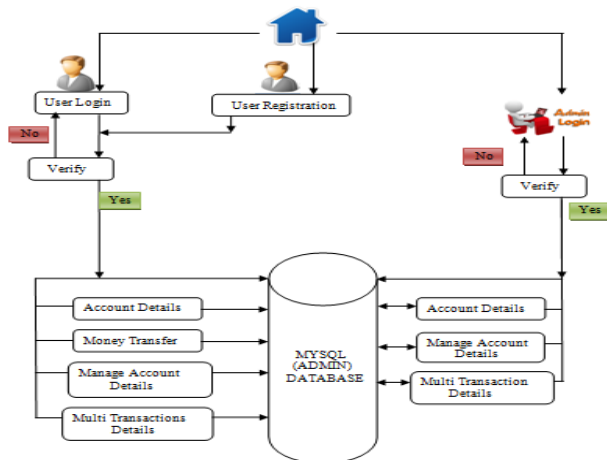 User Login
User Registration
Admin
Login
No
Verify
Yes
No
Verify
Yes
Account Details
Money Transfer
Manage Account
Details
Multi Transactions
Details
MYSQL
(ADMIN)
DATABASE
Account Details
Manage Account
Details
Multi Transaction
Details